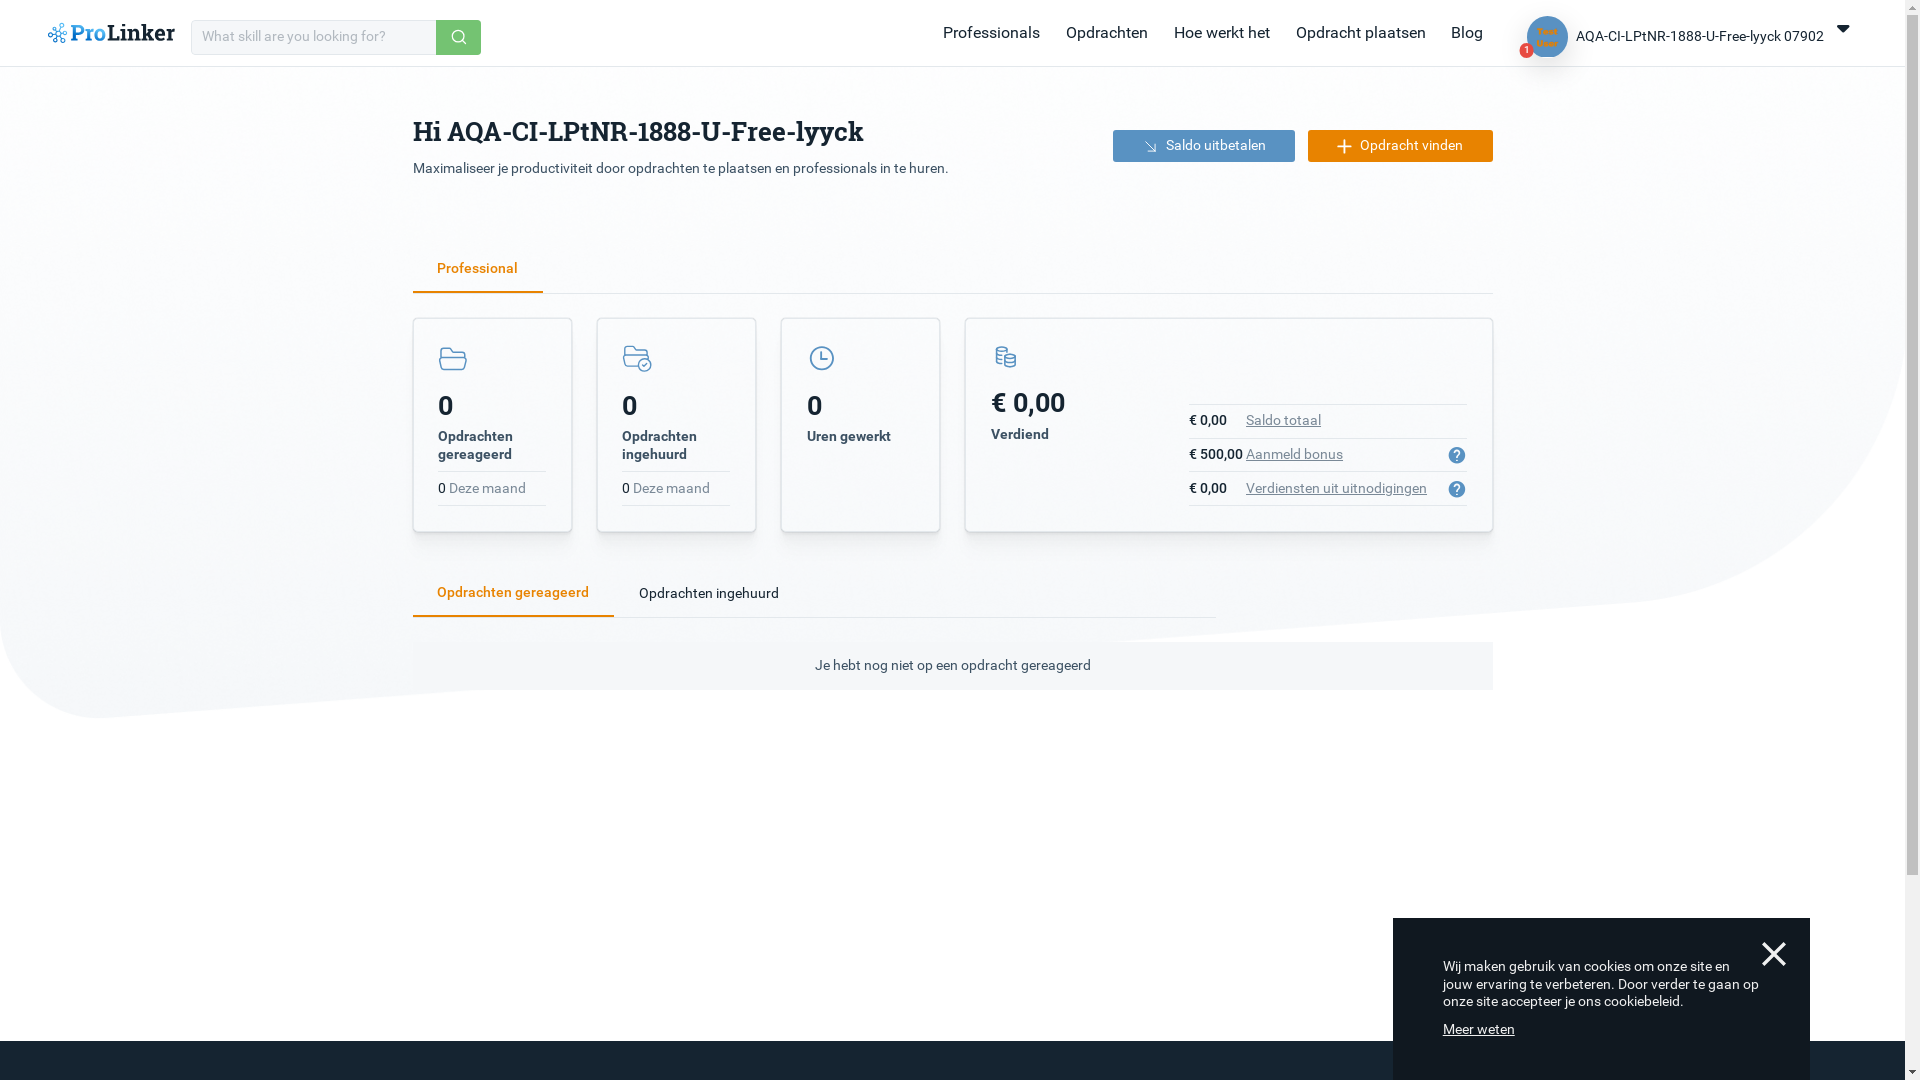 ProLinker
What skill are you looking for?
Professionals
Opdrachten
Hoe werkt het
Opdracht plaatsen
Blog
Test
User
1
AQA-CI-LPtNR-1888-U-Free-lyyck 07902
Hi AQA-CI-LPtNR-1888-U-Free-lyyck
Maximaliseer je productiviteit door opdrachten te plaatsen en professionals in te huren.
Saldo uitbetalen
Opdracht vinden
Professional
0
Opdrachten
gereageerd
0 Deze maand
0
Opdrachten
ingehuurd
0 Deze maand
0
Uren gewerkt
€ 0,00
Verdiend
€ 0,00 Saldo totaal
€ 500,00 Aanmeld bonus ?
€ 0,00 Verdiensten uit uitnodigingen ?
Opdrachten gereageerd
Opdrachten ingehuurd
Je hebt nog niet op een opdracht gereageerd
Wij maken gebruik van cookies om onze site en
jouw ervaring te verbeteren. Door verder te gaan op
onze site accepteer je ons cookiebeleid.
Meer weten